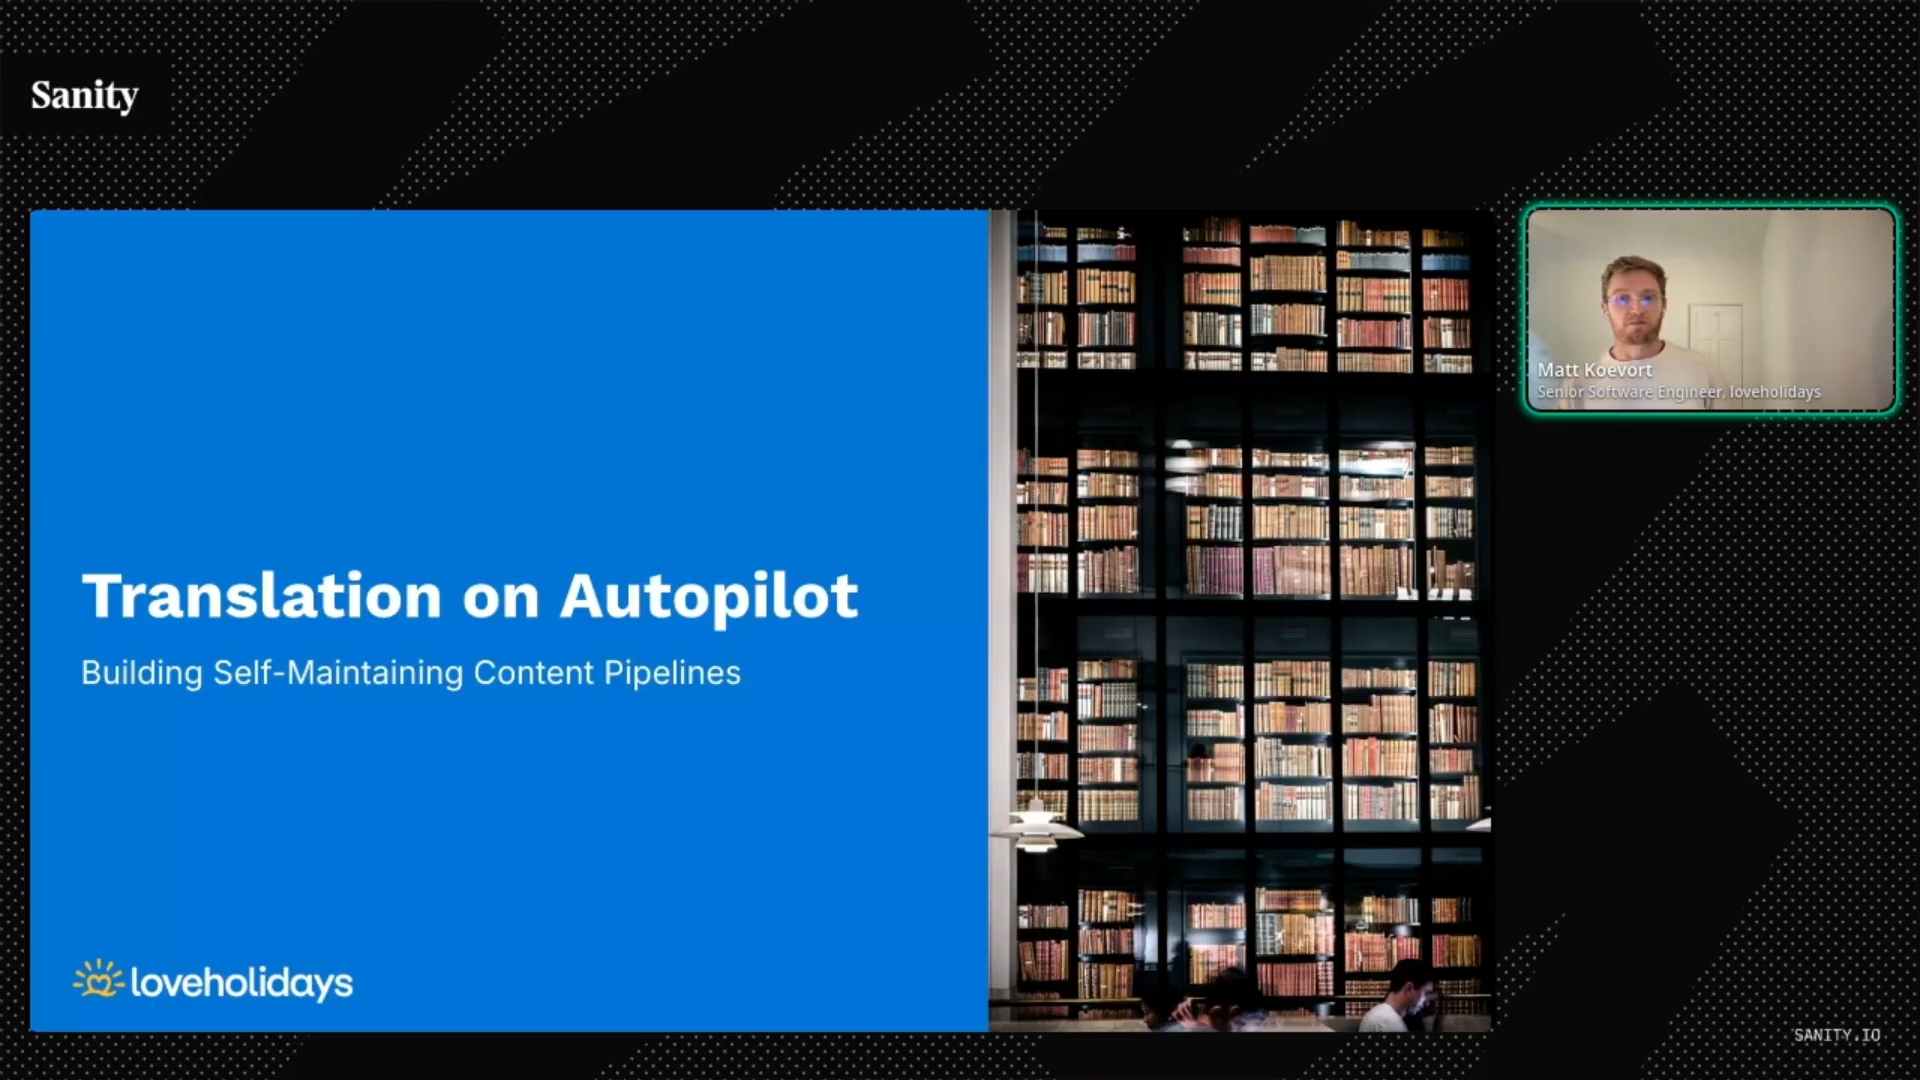 Sanity
Translation on Autopilot
Building Self-Maintaining Content Pipelines
loveholidays
Matt Koevort
Senior Software Engineer, loveholidays
SANITY.IO